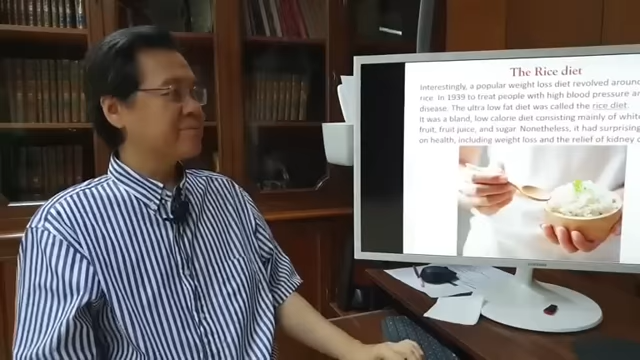 The Rice diet
Interestingly, a popular weight loss diet revolved around
rice. In 1939 to treat people with high blood pressure
disease. The ultra low fat diet was called the rice diet.
It was a bland, low calorie diet consisting mainly of white
fruit, fruit juice, and sugar. Nonetheless, it had surprising
on health, including weight loss and the relief of kidney